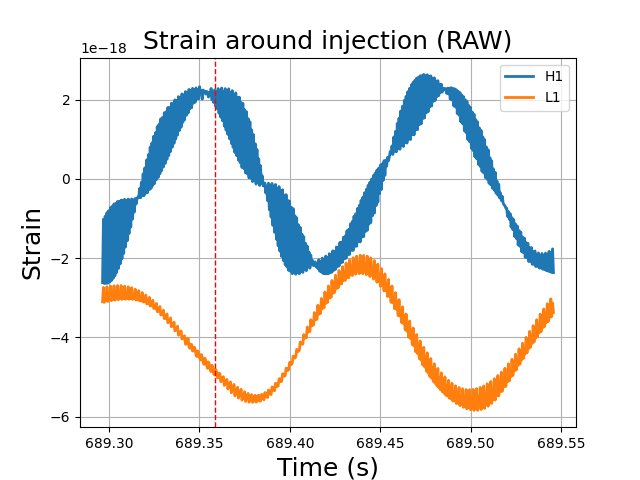 Strain around injection (RAW)
1e−18
H1
L1
2
0
−2
−4
−6
Strain
689.30 689.35 689.40 689.45 689.50 689.55
Time (s)